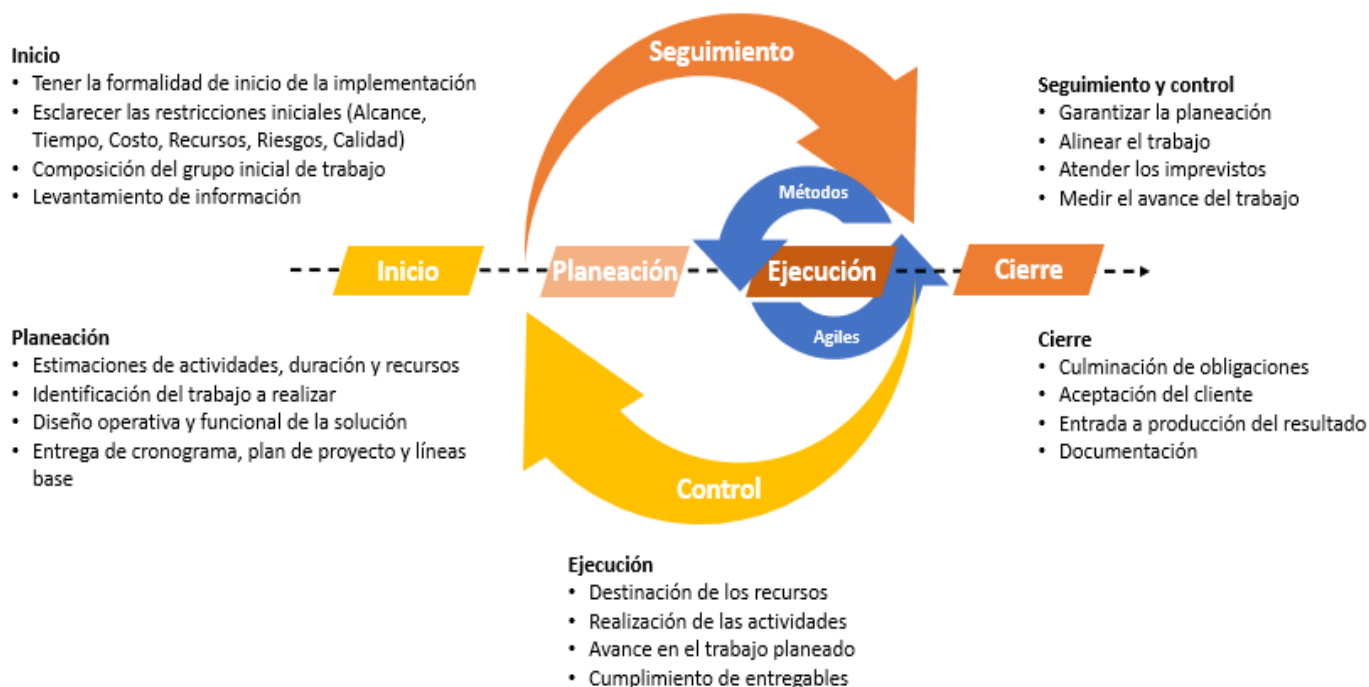 Inicio
• Tener la formalidad de inicio de la implementación
• Esclarecer las restricciones iniciales (Alcance,
Tiempo, Costo, Recursos, Riesgos, Calidad)
• Composición del grupo inicial de trabajo
• Levantamiento de información
Seguimiento
Seguimiento y control
• Garantizar la planeación
• Alinear el trabajo
• Atender los imprevistos
• Medir el avance del trabajo
Métodos
Inicio
Planeación
Ejecución
Cierre
Agiles
Planeación
• Estimaciones de actividades, duración y recursos
• Identificación del trabajo a realizar
• Diseño operativa y funcional de la solución
• Entrega de cronograma, plan de proyecto y líneas
base
Control
Cierre
• Culminación de obligaciones
• Aceptación del cliente
• Entrada a producción del resultado
• Documentación
Ejecución
• Destinación de los recursos
• Realización de las actividades
• Avance en el trabajo planeado
• Cumplimiento de entregables